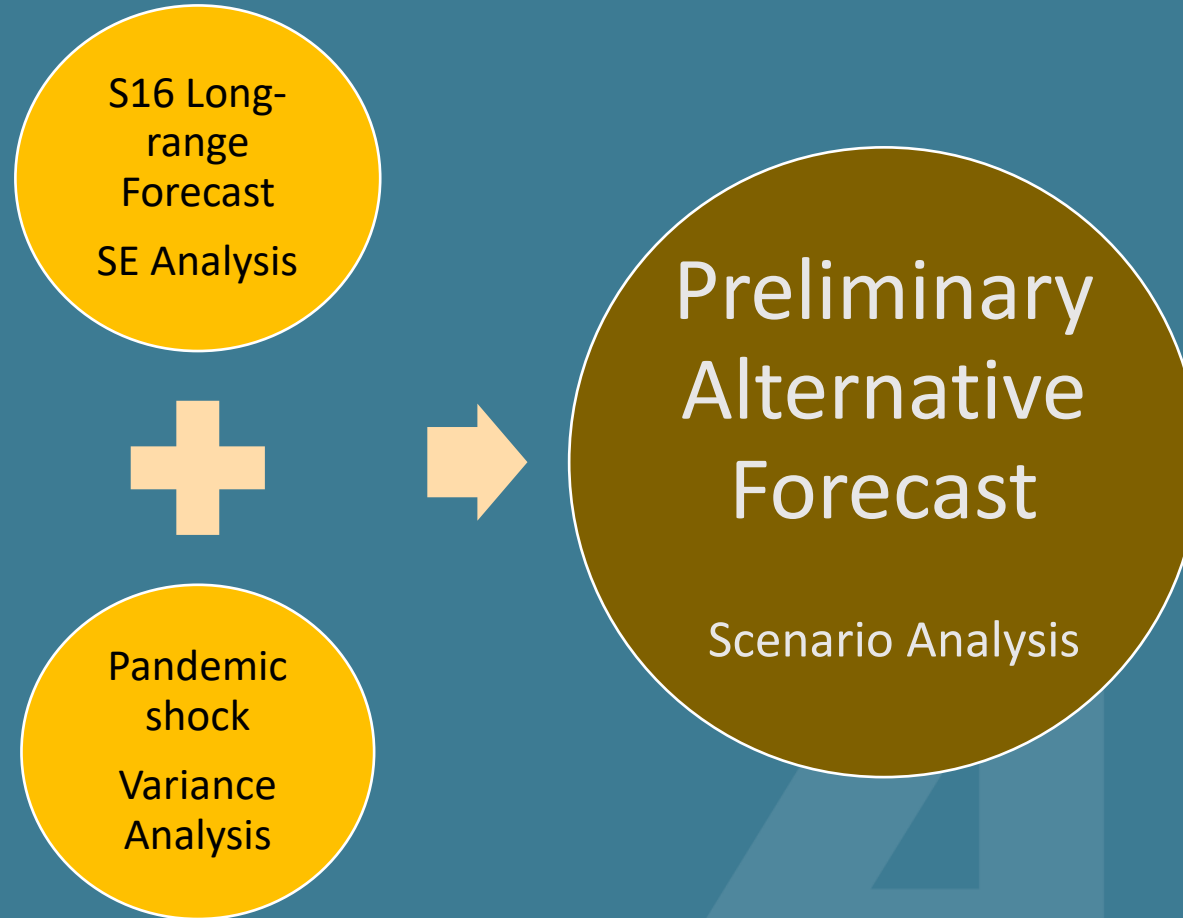 S16 Long-
range
Forecast
SE Analysis
Pandemic
shock
Variance
Analysis
Preliminary
Alternative
Forecast
Scenario Analysis